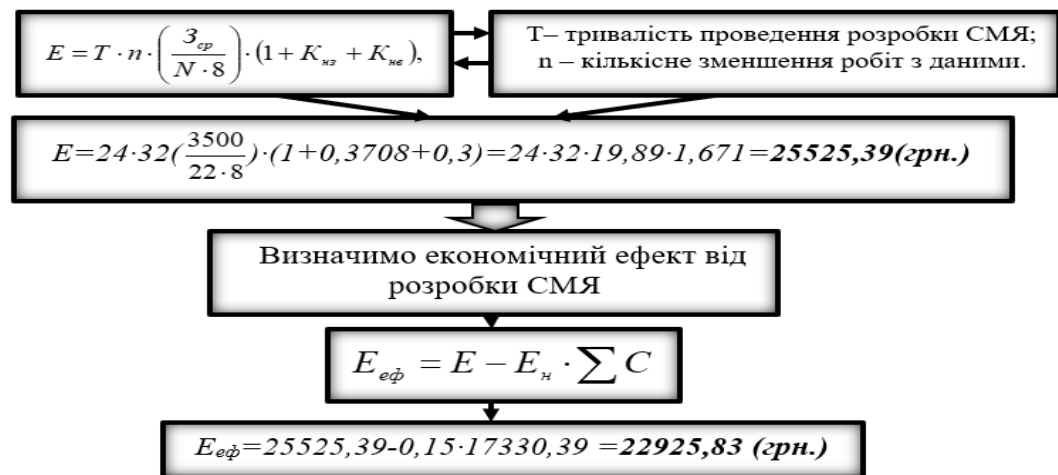 E = T · n · (З_ср / N · 8) · (1 + К_нз + К_нв),
Т– тривалість проведення розробки СМЯ;
n – кількісне зменшення робіт з даними.
E=24·32(3500 / 22·8)·(1+0,3708+0,3)=24·32·19,89·1,671=25525,39(грн.)
Визначимо економічний ефект від
розробки СМЯ
E_еф = E − E_н · ∑ C
E_еф=25525,39-0,15·17330,39 =22925,83 (грн.)